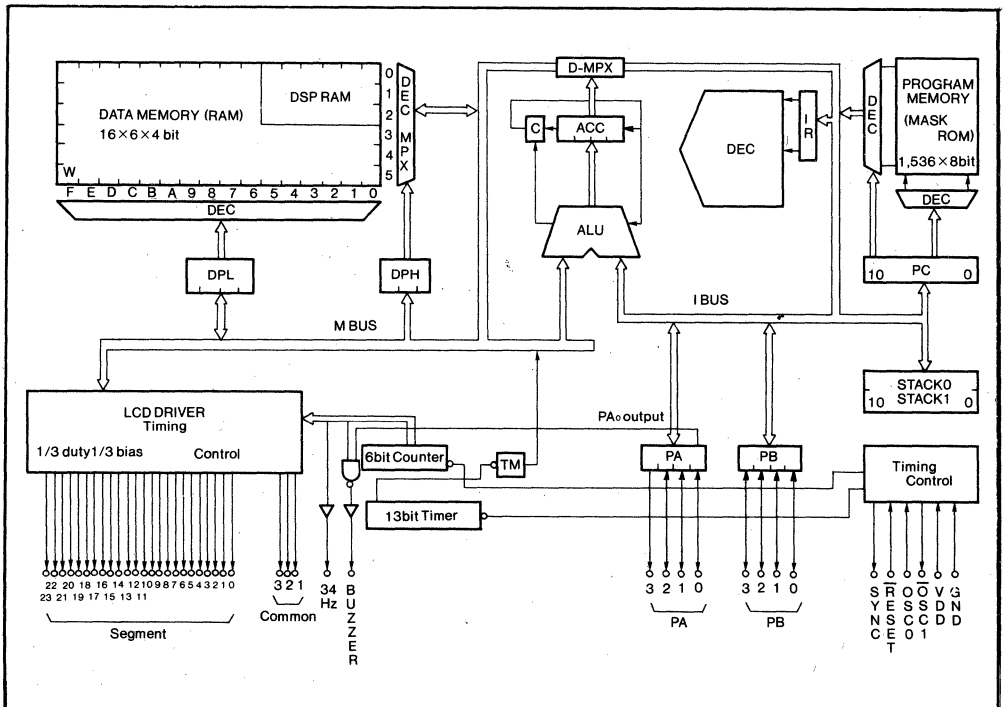 DATA MEMORY (RAM)
16×6×4 bit
DSP RAM
W
F E D C B A 9 8 7 6 5 4 3 2 1 0
DEC
0
1
2
3
4
5
DEC MPX
DPL
DPH
M BUS
D-MPX
C
ACC
ALU
DEC
IR
I BUS
DEC
PROGRAM
MEMORY
(MASK
ROM)
1,536×8bit
DEC
PC
10 0
STACK0
STACK1
10 0
LCD DRIVER
Timing
1/3 duty 1/3 bias Control
6bit Counter
TM
13bit Timer
PA0 output
PA
PB
Timing
Control
22 20 18 16 14 12 10 9 8 7 6 5 4 3 2 1 0
23 21 19 17 15 13 11
Segment
3 2 1
Common
34
Hz
BUZZER
3 2 1 0
PA
3 2 1 0
PB
SYNC
RESET
OSC0
OSC1
VDD
GND